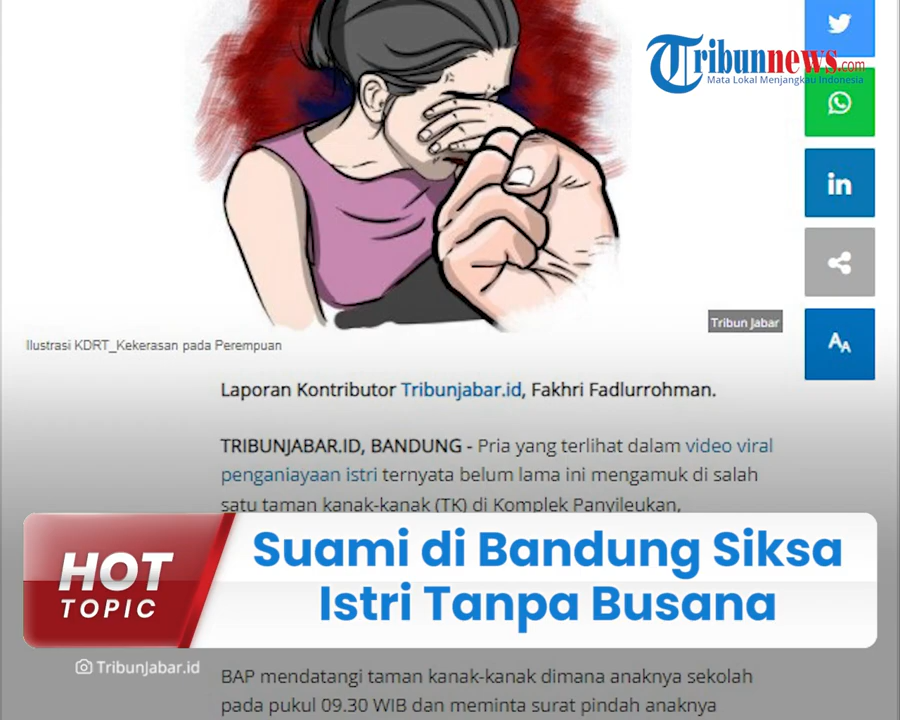 Tribunnews.com
Mata Lokal Menjangkau Indonesia
in
Tribun Jabar
AA
Ilustrasi KDRT_Kekerasan pada Perempuan
Laporan Kontributor Tribunjabar.id, Fakhri Fadlurrohman.
TRIBUNJABAR.ID, BANDUNG - Pria yang terlihat dalam video viral
penganiayaan istri ternyata belum lama ini mengamuk di salah
satu taman kanak-kanak (TK) di Komplek Panyileukan,
HOT
TOPIC
Suami di Bandung Siksa
Istri Tanpa Busana
TribunJabar.id
BAP mendatangi taman kanak-kanak dimana anaknya sekolah
pada pukul 09.30 WIB dan meminta surat pindah anaknya